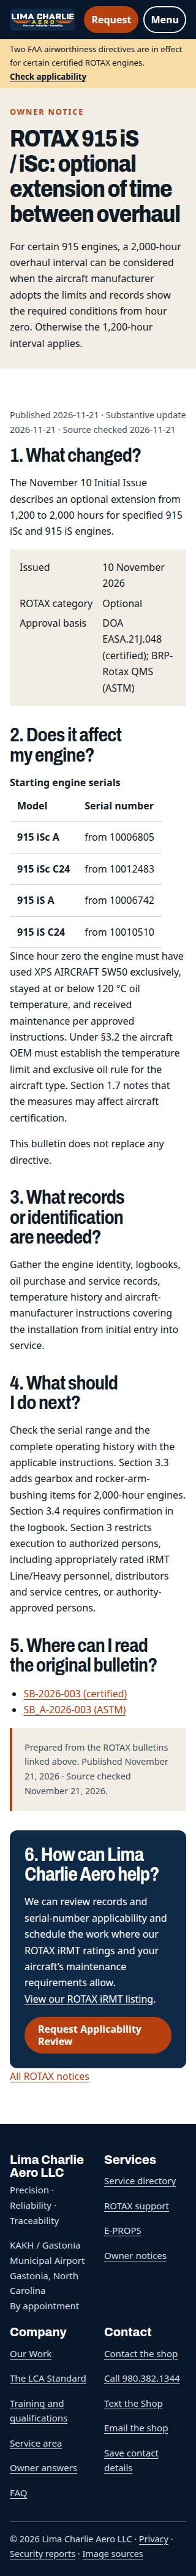 LIMA CHARLIE
AERO
Request
Menu
Two FAA airworthiness directives are in effect
for certain ROTAX engines.
Check applicability
OWNER NOTICE
ROTAX 915 iS
/ iSc: optional
extension of time
between overhaul
For certain 915 engines, a 2,000-hour
overhaul interval can be considered
when the aircraft manufacturer
adopts the limits and records show
the required conditions from hour
zero. Otherwise the 1,200-hour
interval applies.
Published 2026-11-21 · Substantive update
2026-11-21 · Source checked 2026-11-21
1. What changed?
The November 10 Initial Issue
describes an optional extension from
1,200 to 2,000 hours for specified 915
iSc and 915 iS engines.
Issued 10 November
2026
ROTAX category Optional
Approval basis DOA
EASA.21J.048
(certified); BRP-
Rotax QMS
(ASTM)
2. Does it affect
my engine?
Starting engine serials
Model Serial number
915 iSc A from 10006805
915 iSc C24 from 10012483
915 iS A from 10006742
915 iS C24 from 10010510
Since hour zero the engine must have
used XPS AIRCRAFT 5W50 exclusively,
stayed at or below 120 °C oil
temperature, and received
maintenance per approved
instructions. Under §3.2 the aircraft
OEM must establish the temperature
limit and exclusive oil rule for the
aircraft type. Section 1.7 notes that
the measures may affect aircraft
certification.
This bulletin does not replace any
directive.
3. What records
or identification
are needed?
Gather the engine identity, logbooks,
oil purchase and service records,
temperature history and aircraft-
manufacturer instructions covering
the installation from initial entry into
service.
4. What should
I do next?
Check the serial range and the
complete operating history with the
applicable instructions. Section 3.3
adds gearbox and rocker-arm-
bushing items for 2,000-hour engines.
Section 3.4 requires confirmation in
the logbook. Section 3 restricts
execution to authorized persons,
including appropriately rated iRMT
Line/Heavy personnel, distributors
and service centres, or authority-
approved persons.
5. Where can I read
the original bulletin?
• SB-2026-003 (certified)
• SB_A-2026-003 (ASTM)
Prepared from the ROTAX bulletins
linked above. Published November
21, 2026 · Source checked
November 21, 2026.
6. How can Lima
Charlie Aero help?
We can review records and
serial-number applicability and
schedule the work where our
ROTAX iRMT ratings and your
aircraft's maintenance
requirements allow.
View our ROTAX iRMT listing.
Request Applicability
Review
All ROTAX notices
Lima Charlie
Aero LLC
Precision ·
Reliability ·
Traceability
KAKH / Gastonia
Municipal Airport
Gastonia, North
Carolina
By appointment
Services
Service directory
ROTAX support
E-PROPS
Owner notices
Company
Our Work
The LCA Standard
Training and
qualifications
Service area
Owner answers
FAQ
Contact
Contact the shop
Call 980.382.1344
Text the Shop
Email the shop
Save contact
details
© 2026 Lima Charlie Aero LLC · Privacy ·
Security reports · Image sources